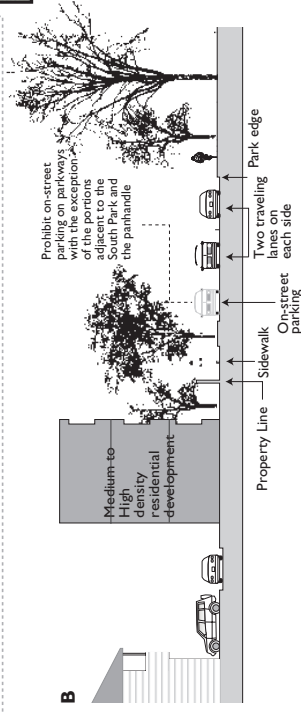 B
Medium to
High
density
residential
development
Prohibit on-street
parking on parkways
with the exception
of the portions
adjacent to the
South Park and
the panhandle
Property Line
Sidewalk
On-street
parking
Two traveling
lanes on
each side
Park edge